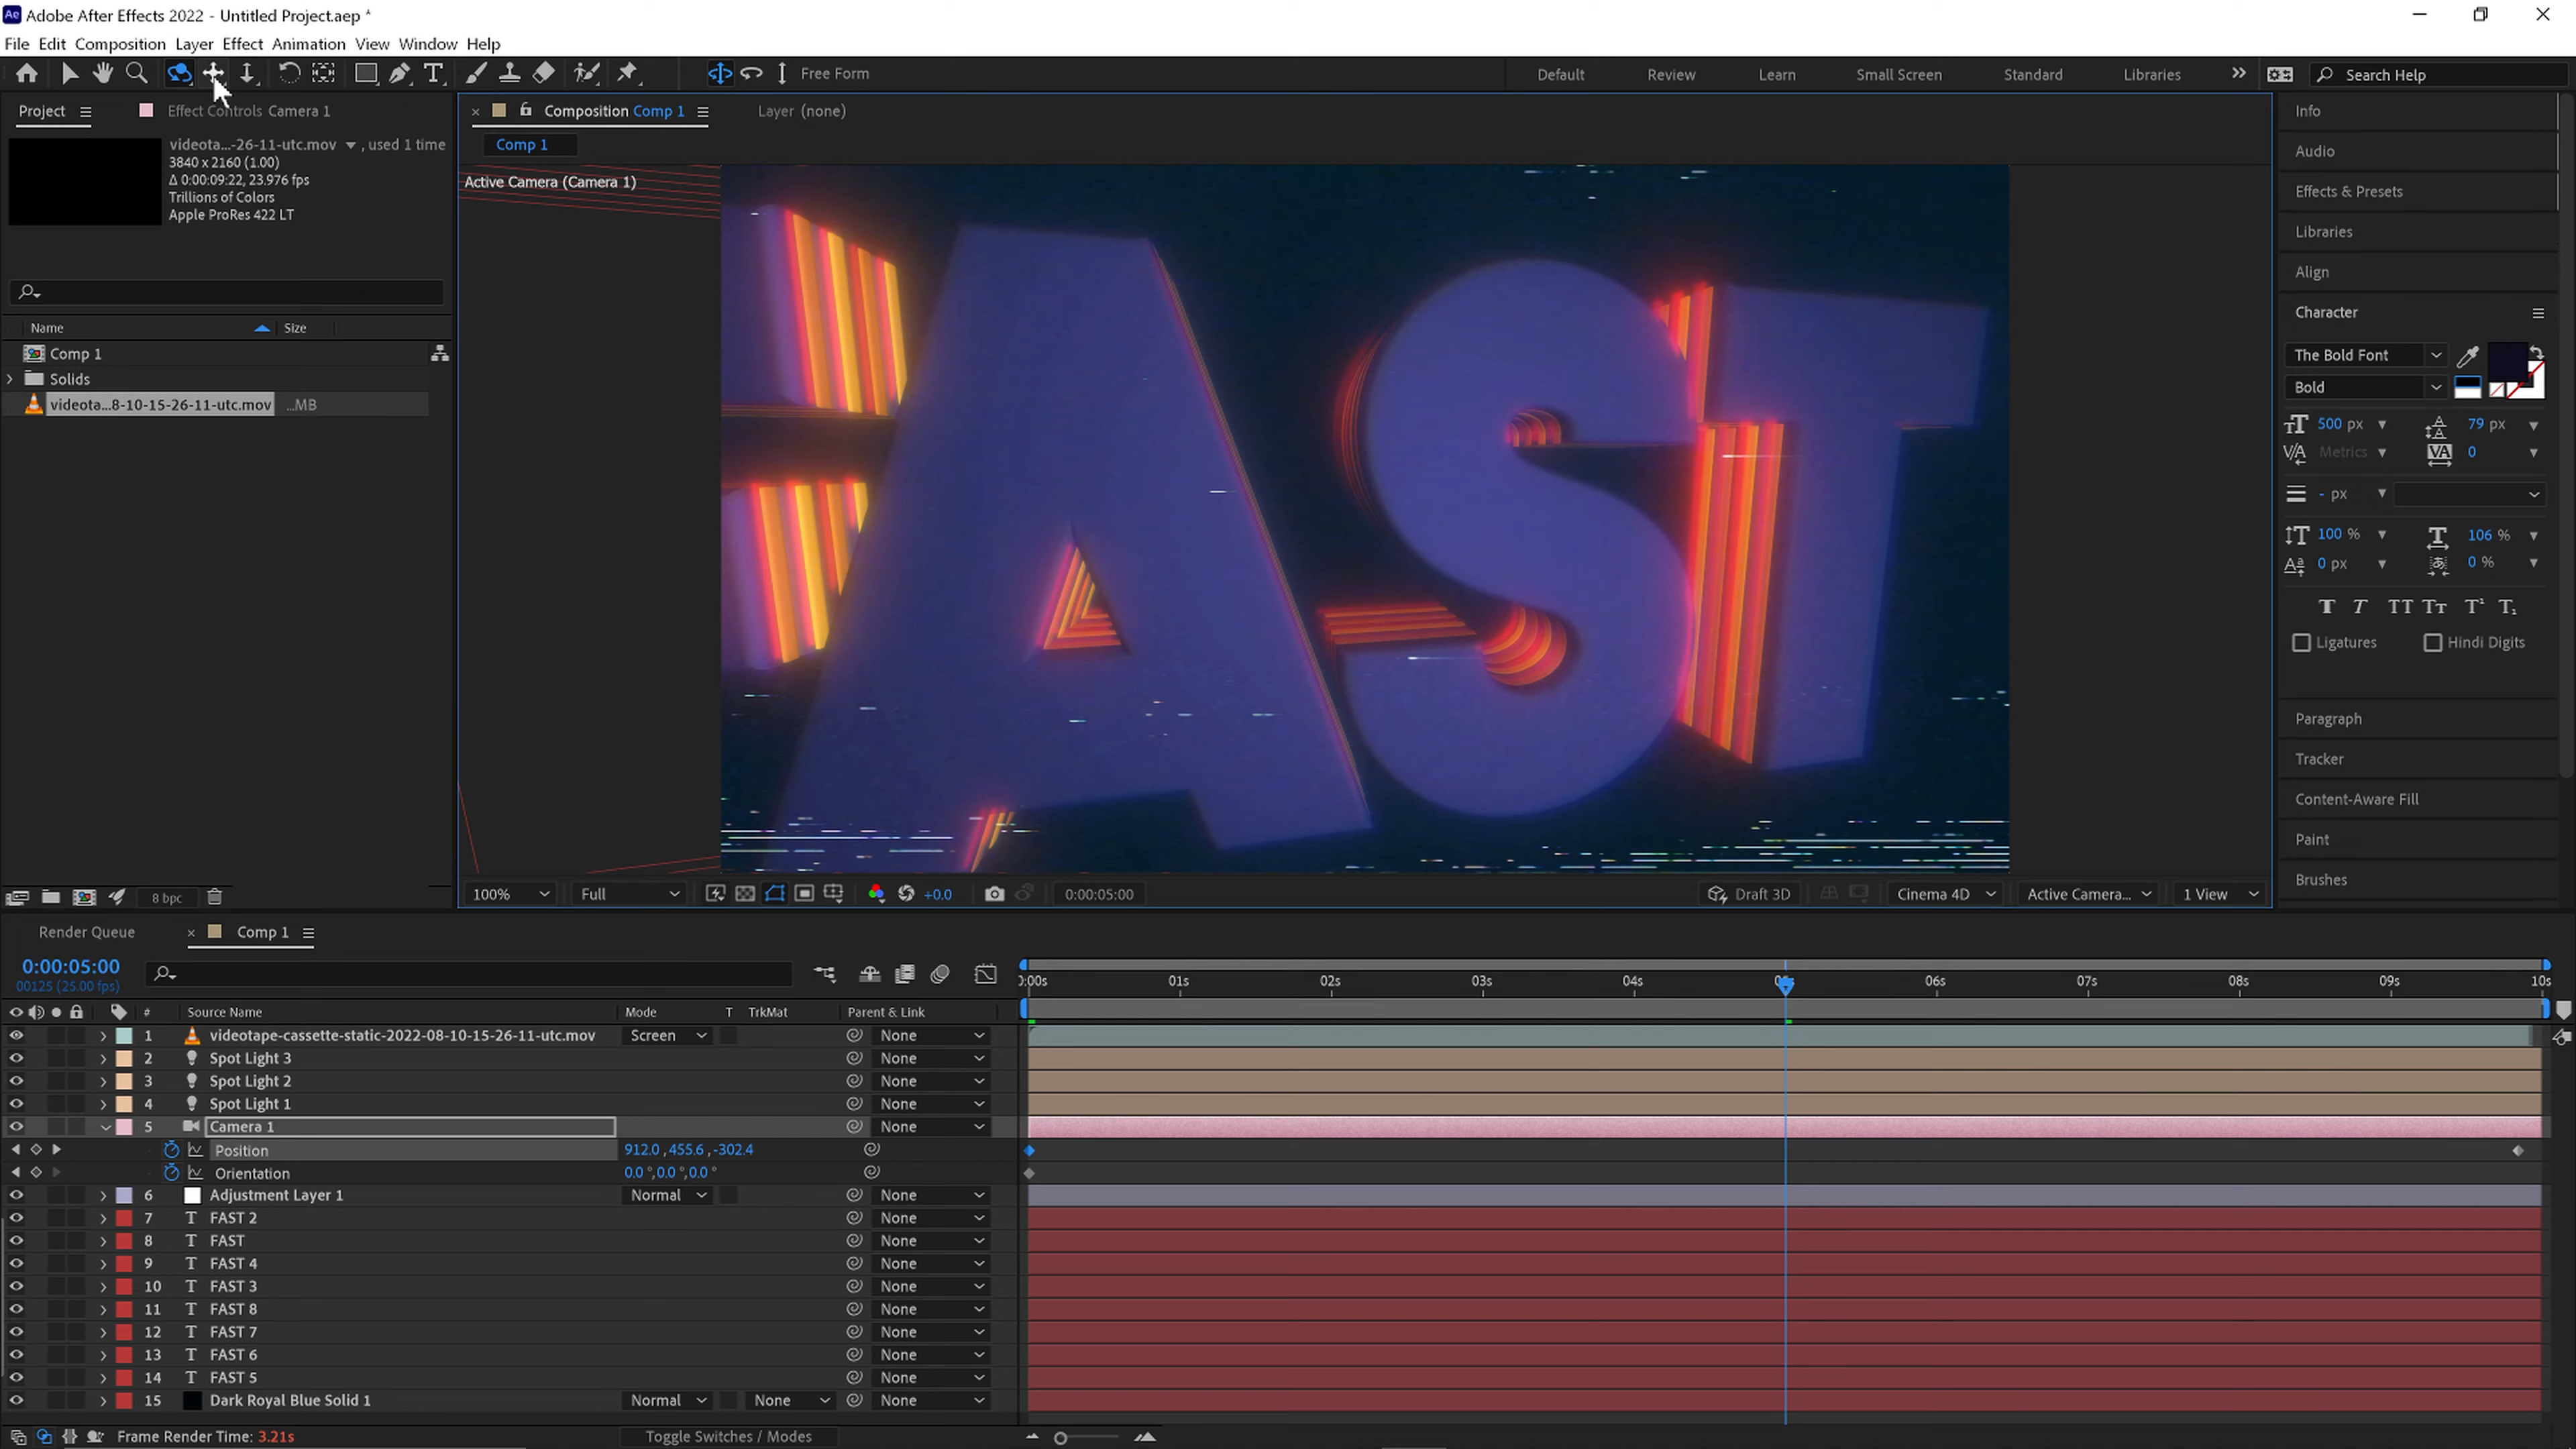 Adobe After Effects 2022 - Untitled Project.aep *
File Edit Composition Layer Effect Animation View Window Help
Free Form
Default Review Learn Small Screen Standard Libraries Search Help
Project Effect Controls Camera 1
videota...-26-11-utc.mov , used 1 time
3840 x 2160 (1.00)
Δ 0:00:09:22, 23.976 fps
Trillions of Colors
Apple ProRes 422 LT
Name Size
Comp 1
Solids
videota...8-10-15-26-11-utc.mov ...MB
8 bpc
Composition Comp 1 Layer (none)
Comp 1
Active Camera (Camera 1)
FAST
100% Full +0.0 0:00:05:00 Draft 3D Cinema 4D Active Camera... 1 View
Info
Audio
Effects & Presets
Libraries
Align
Character
The Bold Font
Bold
500 px 79 px
Metrics 0
- px
100 % 106 %
0 px 0 %
T T TT Tт T¹ T₁
Ligatures Hindi Digits
Paragraph
Tracker
Content-Aware Fill
Paint
Brushes
Render Queue Comp 1
0:00:05:00
00125 (25.00 fps)
01s 02s 03s 04s 06s 07s 08s 09s 10s
# Source Name Mode T TrkMat Parent & Link
1 videotape-cassette-static-2022-08-10-15-26-11-utc.mov Screen None
2 Spot Light 3 None
3 Spot Light 2 None
4 Spot Light 1 None
5 Camera 1 None
Position 912.0 ,455.6 ,-302.4
Orientation 0.0 °,0.0 °,0.0 °
6 Adjustment Layer 1 Normal None
7 T FAST 2 None
8 T FAST None
9 T FAST 4 None
10 T FAST 3 None
11 T FAST 8 None
12 T FAST 7 None
13 T FAST 6 None
14 T FAST 5 None
15 Dark Royal Blue Solid 1 Normal None None
Frame Render Time: 3.21s Toggle Switches / Modes